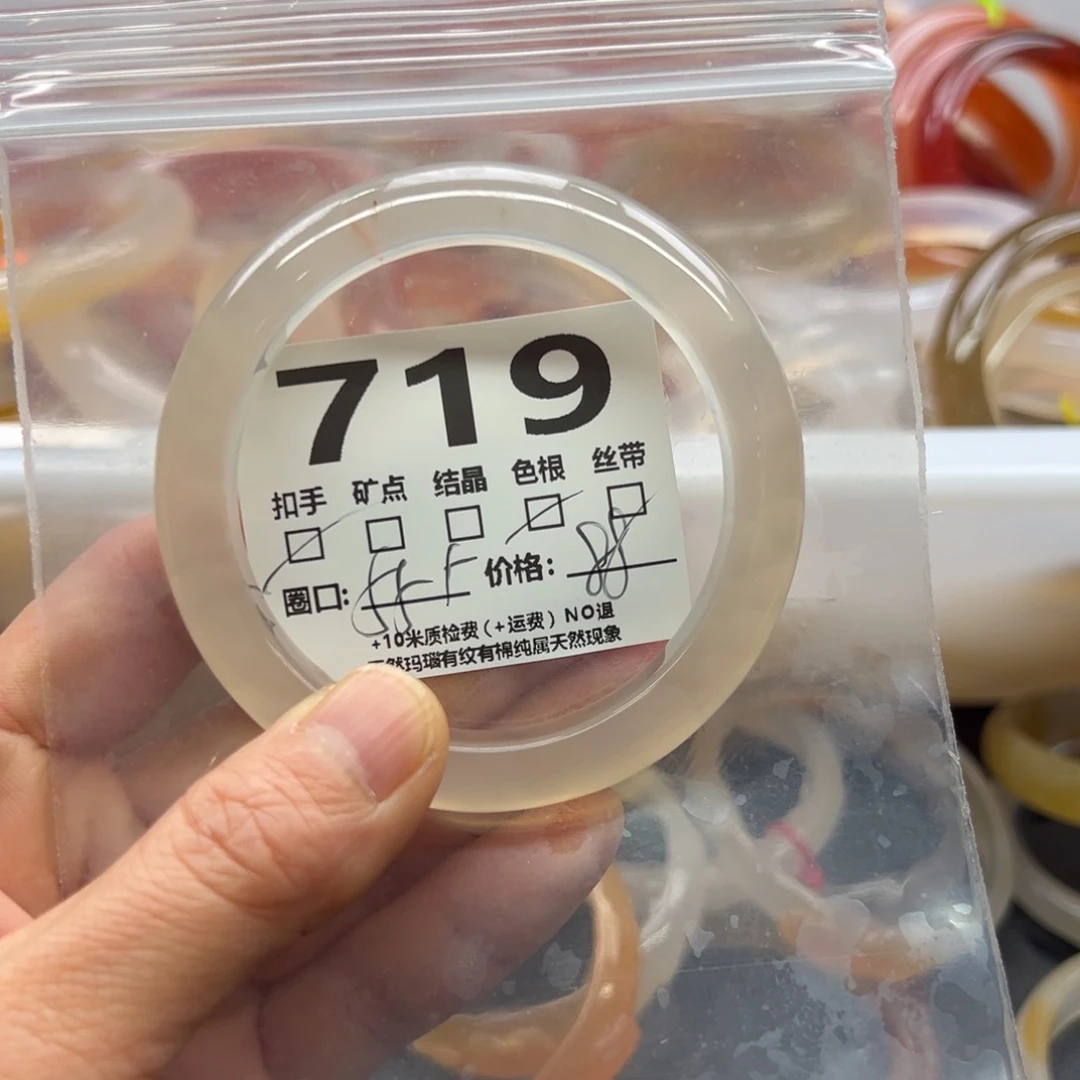 719
扣手 矿点 结晶 色根 丝带
圈口: 价格: 88
+10米质检费(+运费)NO退
然玛瑙有纹有棉纯属天然现象